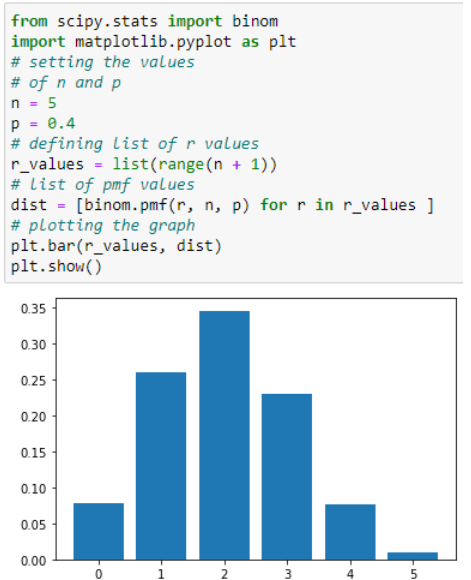 from scipy.stats import binom
import matplotlib.pyplot as plt
# setting the values
# of n and p
n = 5
p = 0.4
# defining list of r values
r_values = list(range(n + 1))
# list of pmf values
dist = [binom.pmf(r, n, p) for r in r_values ]
# plotting the graph
plt.bar(r_values, dist)
plt.show()
0.35
0.30
0.25
0.20
0.15
0.10
0.05
0.00
0 1 2 3 4 5